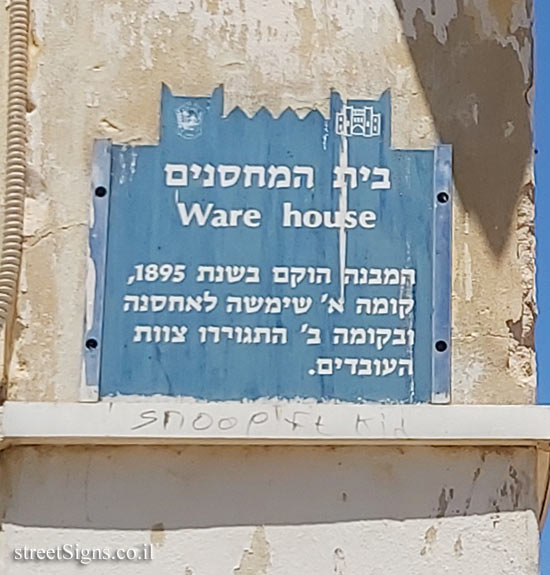 בית המחסנים
Ware house
המבנה הוקם בשנת 1895,
קומה א' שימשה לאחסנה
ובקומה ב' התגוררו צוות
העובדים.
snoop ft kid
streetSigns.co.il